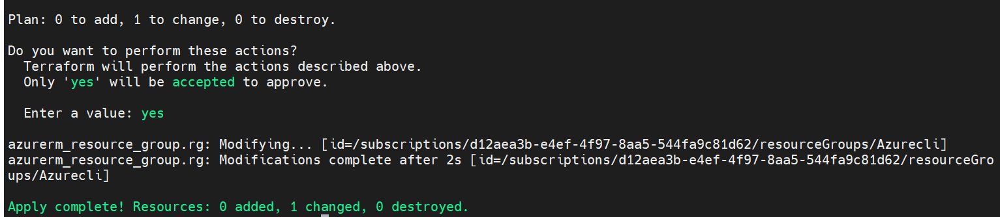 Plan: 0 to add, 1 to change, 0 to destroy.
Do you want to perform these actions?
Terraform will perform the actions described above.
Only 'yes' will be accepted to approve.
Enter a value: yes
azurerm_resource_group.rg: Modifying... [id=/subscriptions/d12aea3b-e4ef-4f97-8aa5-544fa9c81d62/resourceGroups/Azurecli]
azurerm_resource_group.rg: Modifications complete after 2s [id=/subscriptions/d12aea3b-e4ef-4f97-8aa5-544fa9c81d62/resourceGro
ups/Azurecli]
Apply complete! Resources: 0 added, 1 changed, 0 destroyed.